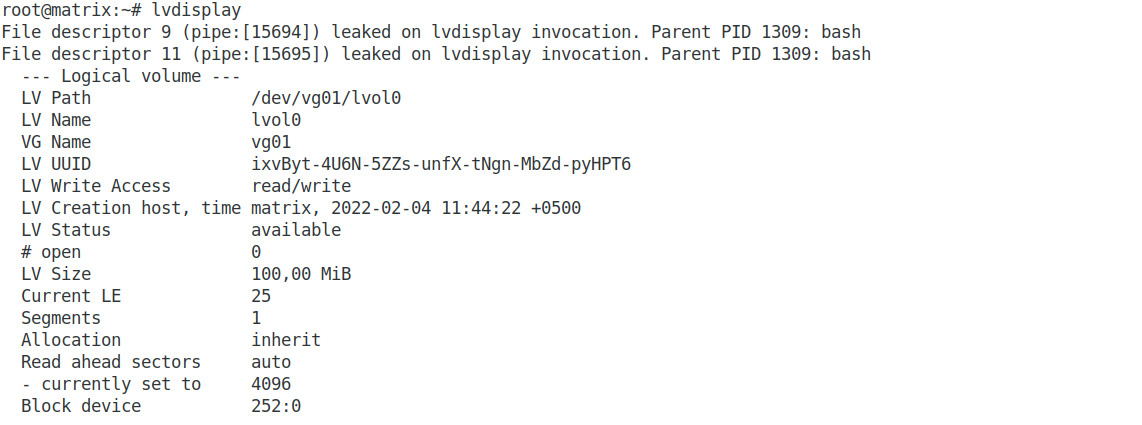 root@matrix:~# lvdisplay
File descriptor 9 (pipe:[15694]) leaked on lvdisplay invocation. Parent PID 1309: bash
File descriptor 11 (pipe:[15695]) leaked on lvdisplay invocation. Parent PID 1309: bash
  --- Logical volume ---
  LV Path                /dev/vg01/lvol0
  LV Name                lvol0
  VG Name                vg01
  LV UUID                ixvByt-4U6N-5ZZs-unfX-tNgn-MbZd-pyHPT6
  LV Write Access        read/write
  LV Creation host, time matrix, 2022-02-04 11:44:22 +0500
  LV Status              available
  # open                 0
  LV Size                100,00 MiB
  Current LE             25
  Segments               1
  Allocation             inherit
  Read ahead sectors     auto
  - currently set to     4096
  Block device           252:0